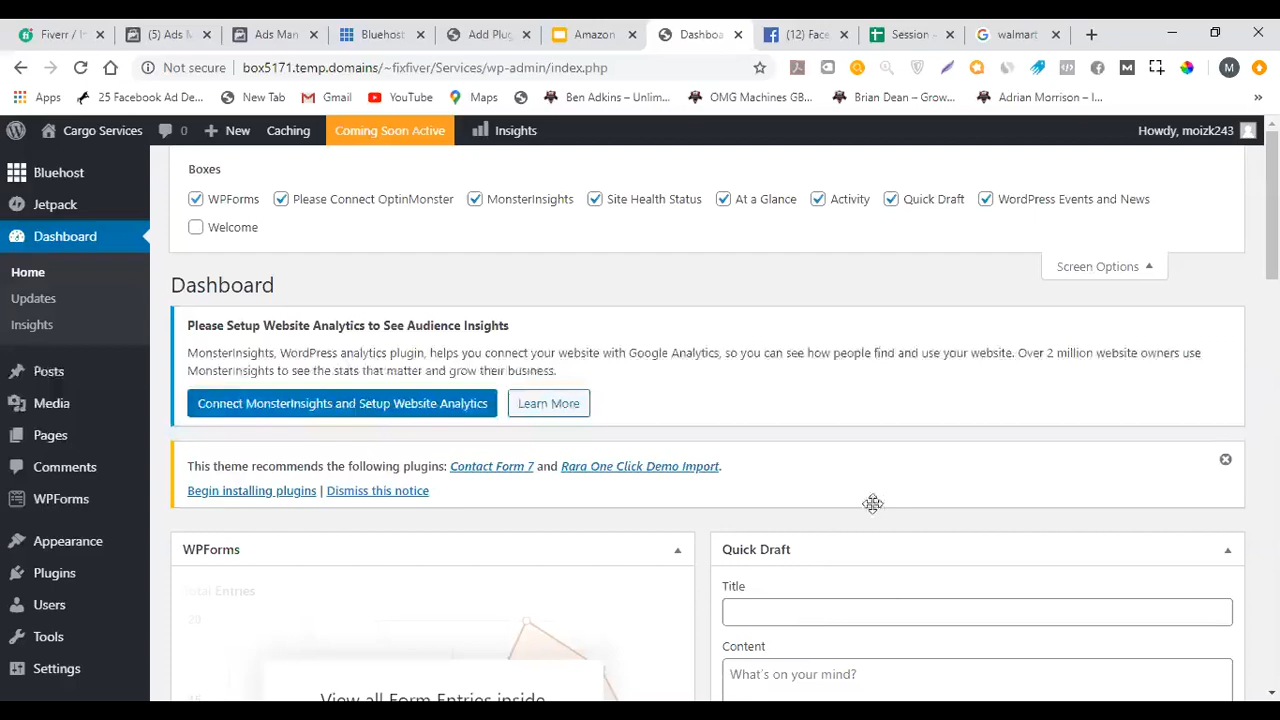 Fiverr / I
(5) Ads M
Ads Man
Bluehost
Add Plug
Amazon
Dashboa
(12) Face
Session -
walmart
Not secure
box5171.temp.domains/~fixfiver/Services/wp-admin/index.php
M
Apps
25 Facebook Ad De...
New Tab
Gmail
YouTube
Maps
Ben Adkins – Unlim...
OMG Machines GB...
Brian Dean – Grow...
Adrian Morrison – I...
»
Cargo Services
0
New
Caching
Coming Soon Active
Insights
Howdy, moizk243
Bluehost
Jetpack
Dashboard
Home
Updates
Insights
Posts
Media
Pages
Comments
WPForms
Appearance
Plugins
Users
Tools
Settings
Boxes
WPForms
Please Connect OptinMonster
MonsterInsights
Site Health Status
At a Glance
Activity
Quick Draft
WordPress Events and News
Welcome
Screen Options
Dashboard
Please Setup Website Analytics to See Audience Insights
MonsterInsights, WordPress analytics plugin, helps you connect your website with Google Analytics, so you can see how people find and use your website. Over 2 million website owners use
MonsterInsights to see the stats that matter and grow their business.
Connect MonsterInsights and Setup Website Analytics
Learn More
This theme recommends the following plugins: Contact Form 7 and Rara One Click Demo Import.
Begin installing plugins | Dismiss this notice
WPForms
Total Entries
20
15
View all Form Entries inside
Quick Draft
Title
Content
What's on your mind?